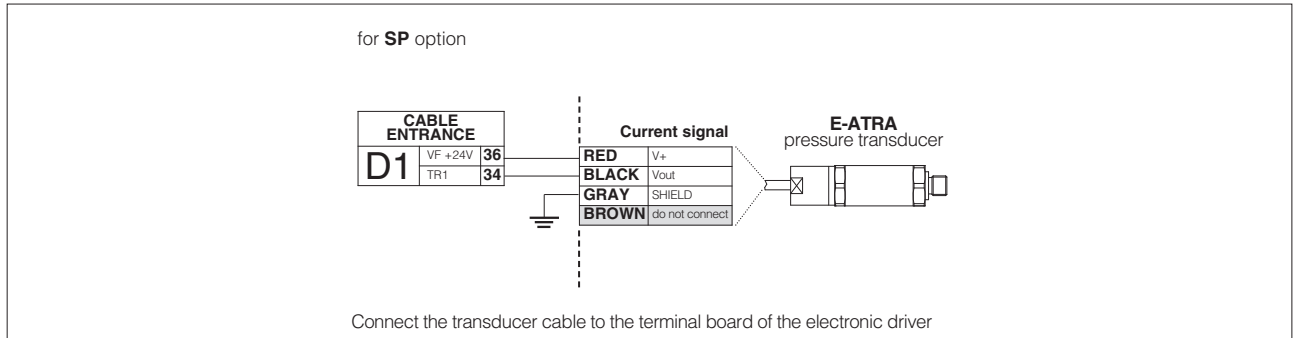 for SP option
CABLE
ENTRANCE
D1
VF +24V 36
TR1 34
Current signal
RED V+
BLACK Vout
GRAY SHIELD
BROWN do not connect
E-ATRA
pressure transducer
Connect the transducer cable to the terminal board of the electronic driver